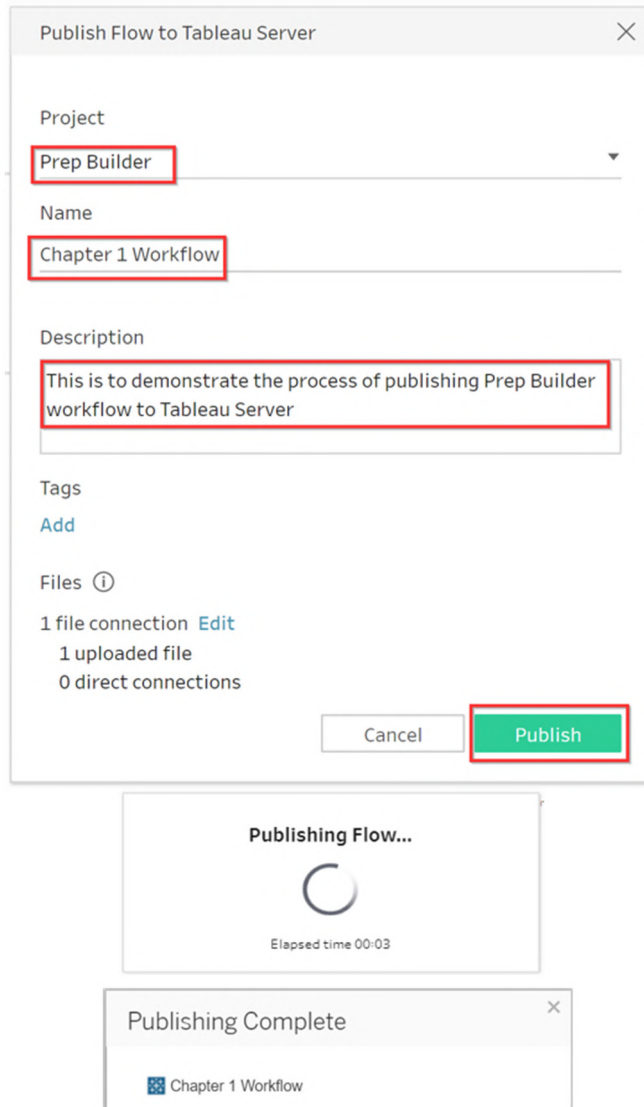 Publish Flow to Tableau Server
Project
Prep Builder
Name
Chapter 1 Workflow
Description
This is to demonstrate the process of publishing Prep Builder
workflow to Tableau Server
Tags
Add
Files
1 file connection Edit
1 uploaded file
0 direct connections
Cancel Publish
Publishing Flow...
Elapsed time 00:03
Publishing Complete
Chapter 1 Workflow